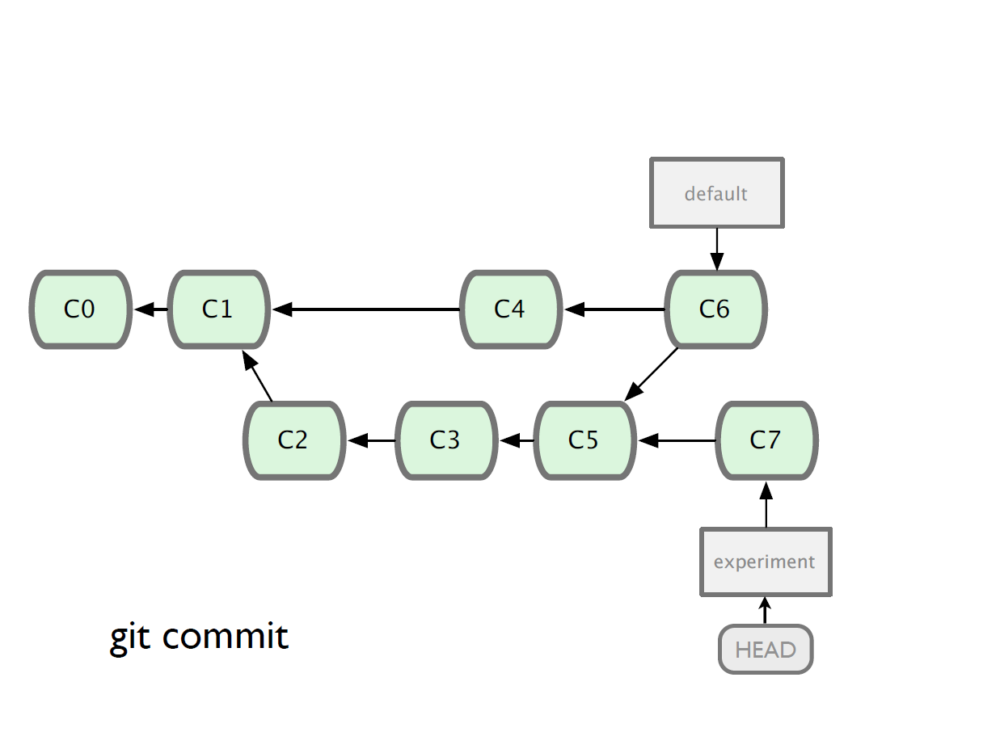 default
C0
C1
C4
C6
C2
C3
C5
C7
experiment
git commit
HEAD